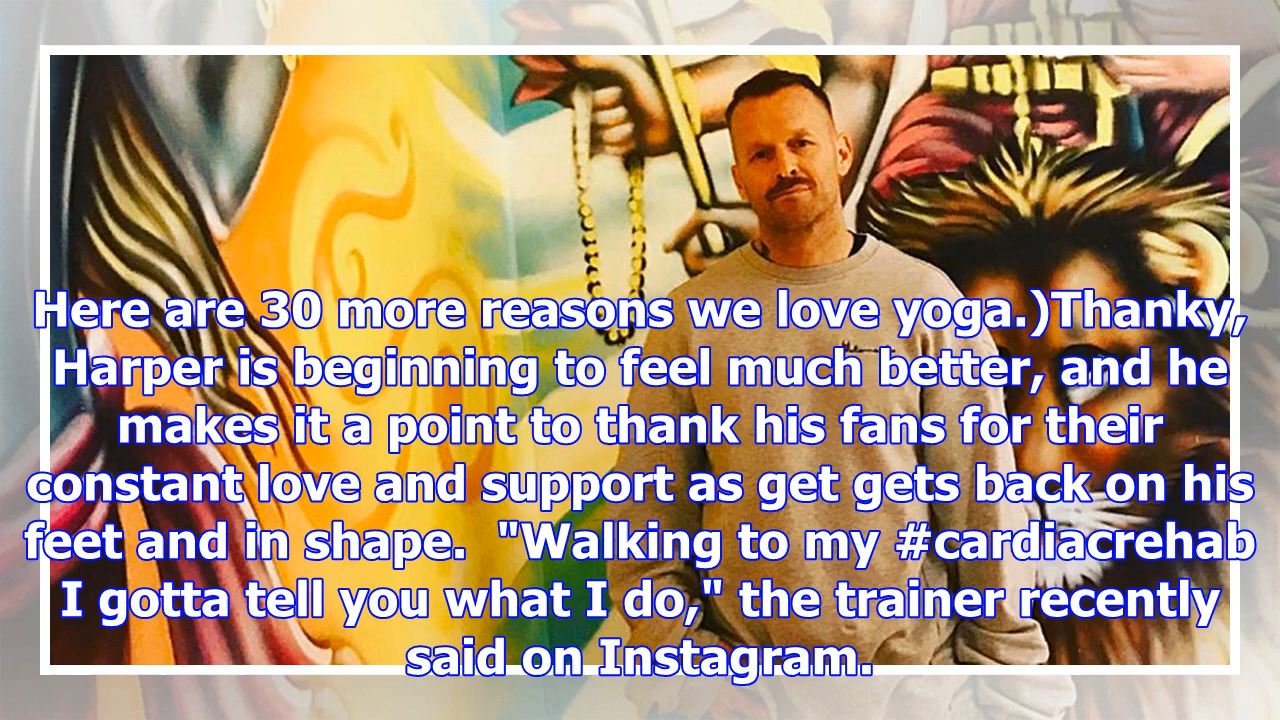 Here are 30 more reasons we love yoga.)Thanky,
Harper is beginning to feel much better, and he
makes it a point to thank his fans for their
constant love and support as get gets back on his
feet and in shape.  "Walking to my #cardiacrehab
I gotta tell you what I do," the trainer recently
said on Instagram.